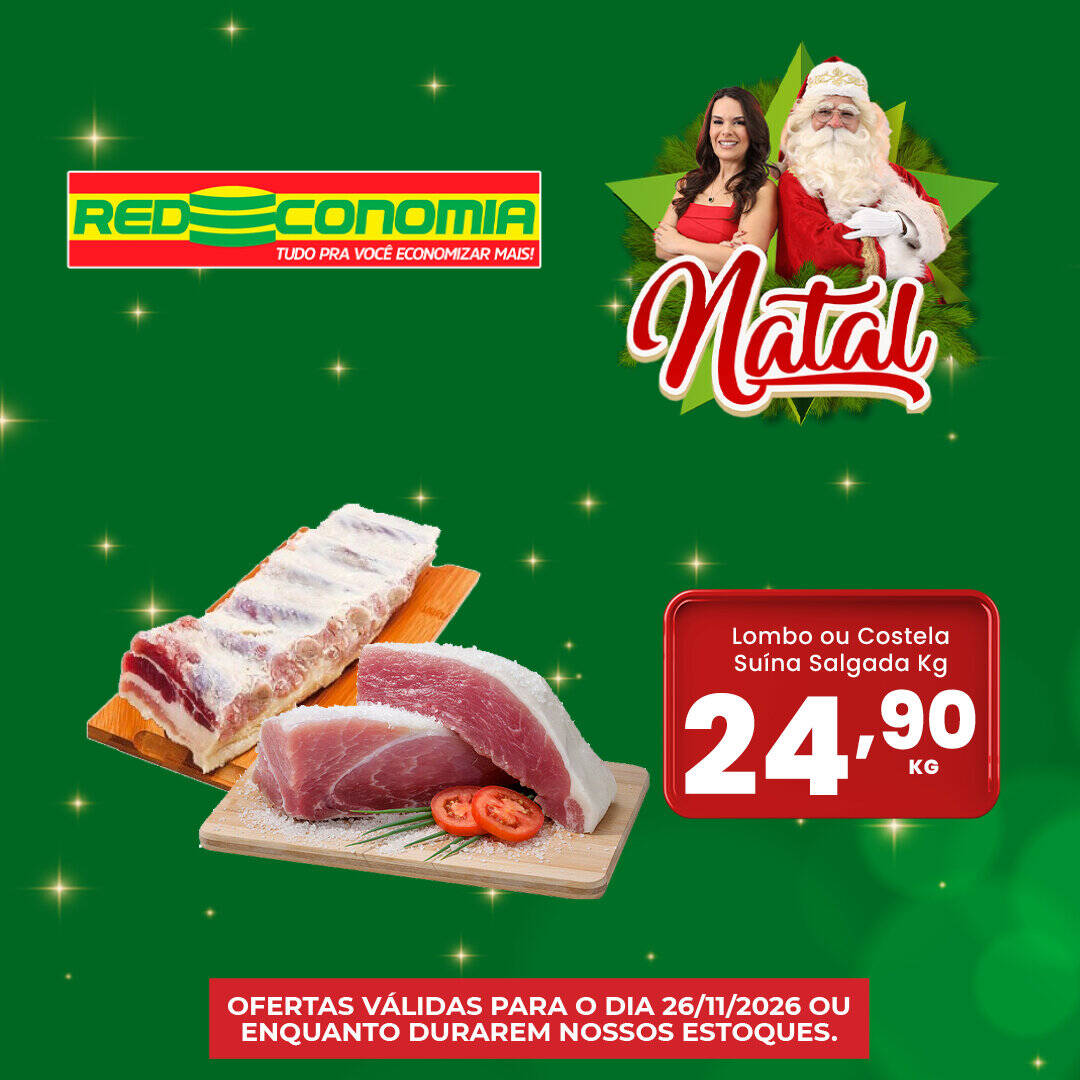 REDECONOMIA
TUDO PRA VOCÊ ECONOMIZAR MAIS!
Natal
Lombo ou Costela
Suína Salgada Kg
24,90
KG
OFERTAS VÁLIDAS PARA O DIA 26/11/2026 OU
ENQUANTO DURAREM NOSSOS ESTOQUES.